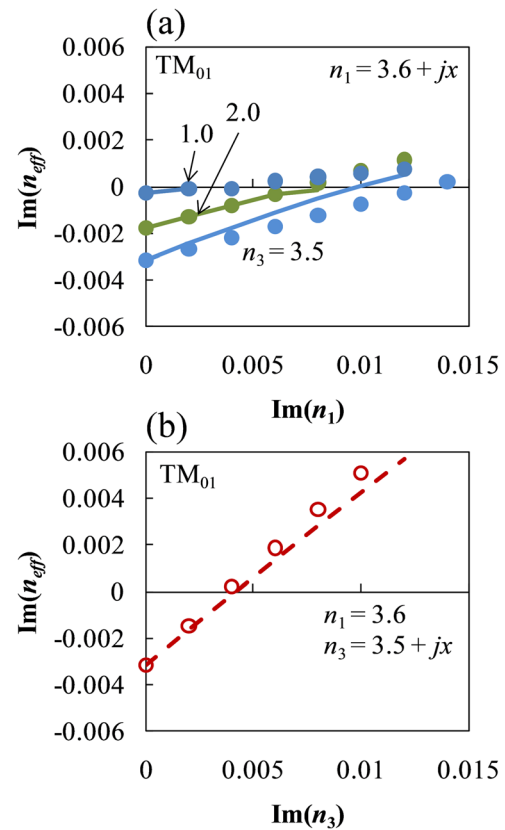 (a)
0.006
TM₀₁
n₁ = 3.6 + jx
0.004
2.0
0.002
1.0
0
-0.002
n₃ = 3.5
-0.004
-0.006
Im(n_eff)
0 0.005 0.01 0.015
Im(n₁)
(b)
0.006
TM₀₁
0.004
0.002
0
n₁ = 3.6
-0.002
n₃ = 3.5 + jx
-0.004
-0.006
Im(n_eff)
0 0.005 0.01 0.015
Im(n₃)